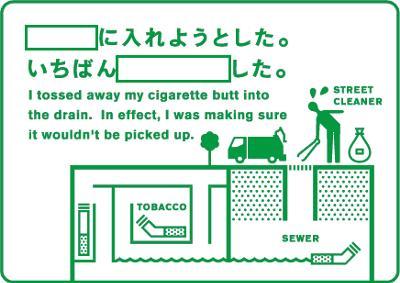 に入れようとした。
いちばん した。
I tossed away my cigarette butt into
the drain. In effect, I was making sure
it wouldn't be picked up.
STREET
CLEANER
TOBACCO
SEWER